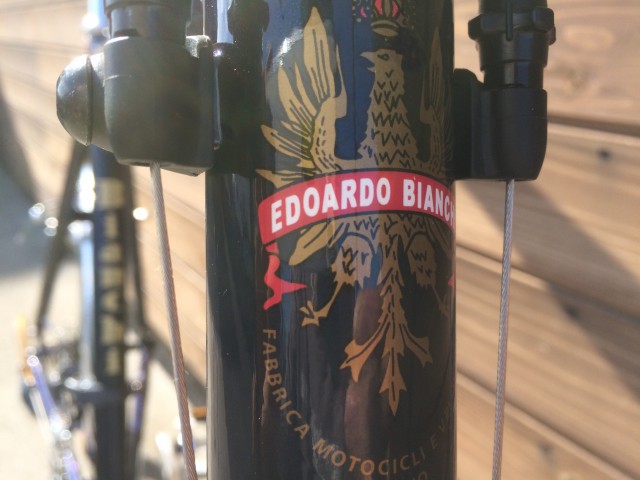 EDOARDO BIANC
FABBRICA MOTOCICLI E V